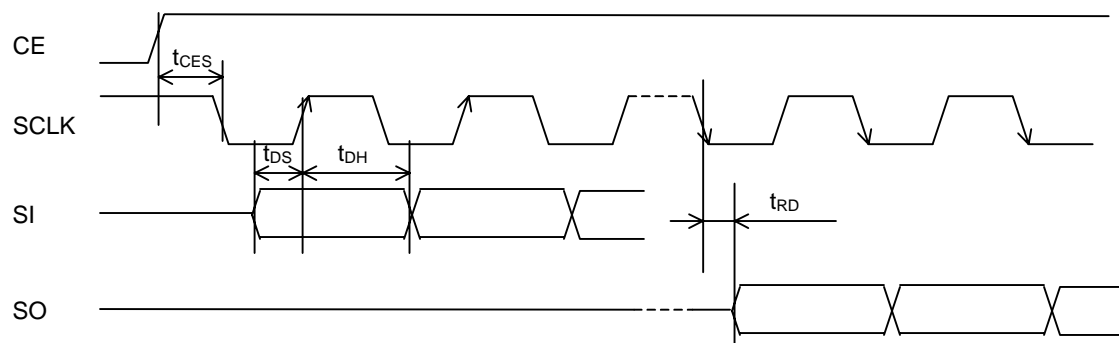 CE
tCES
SCLK
tDS
tDH
SI
tRD
SO